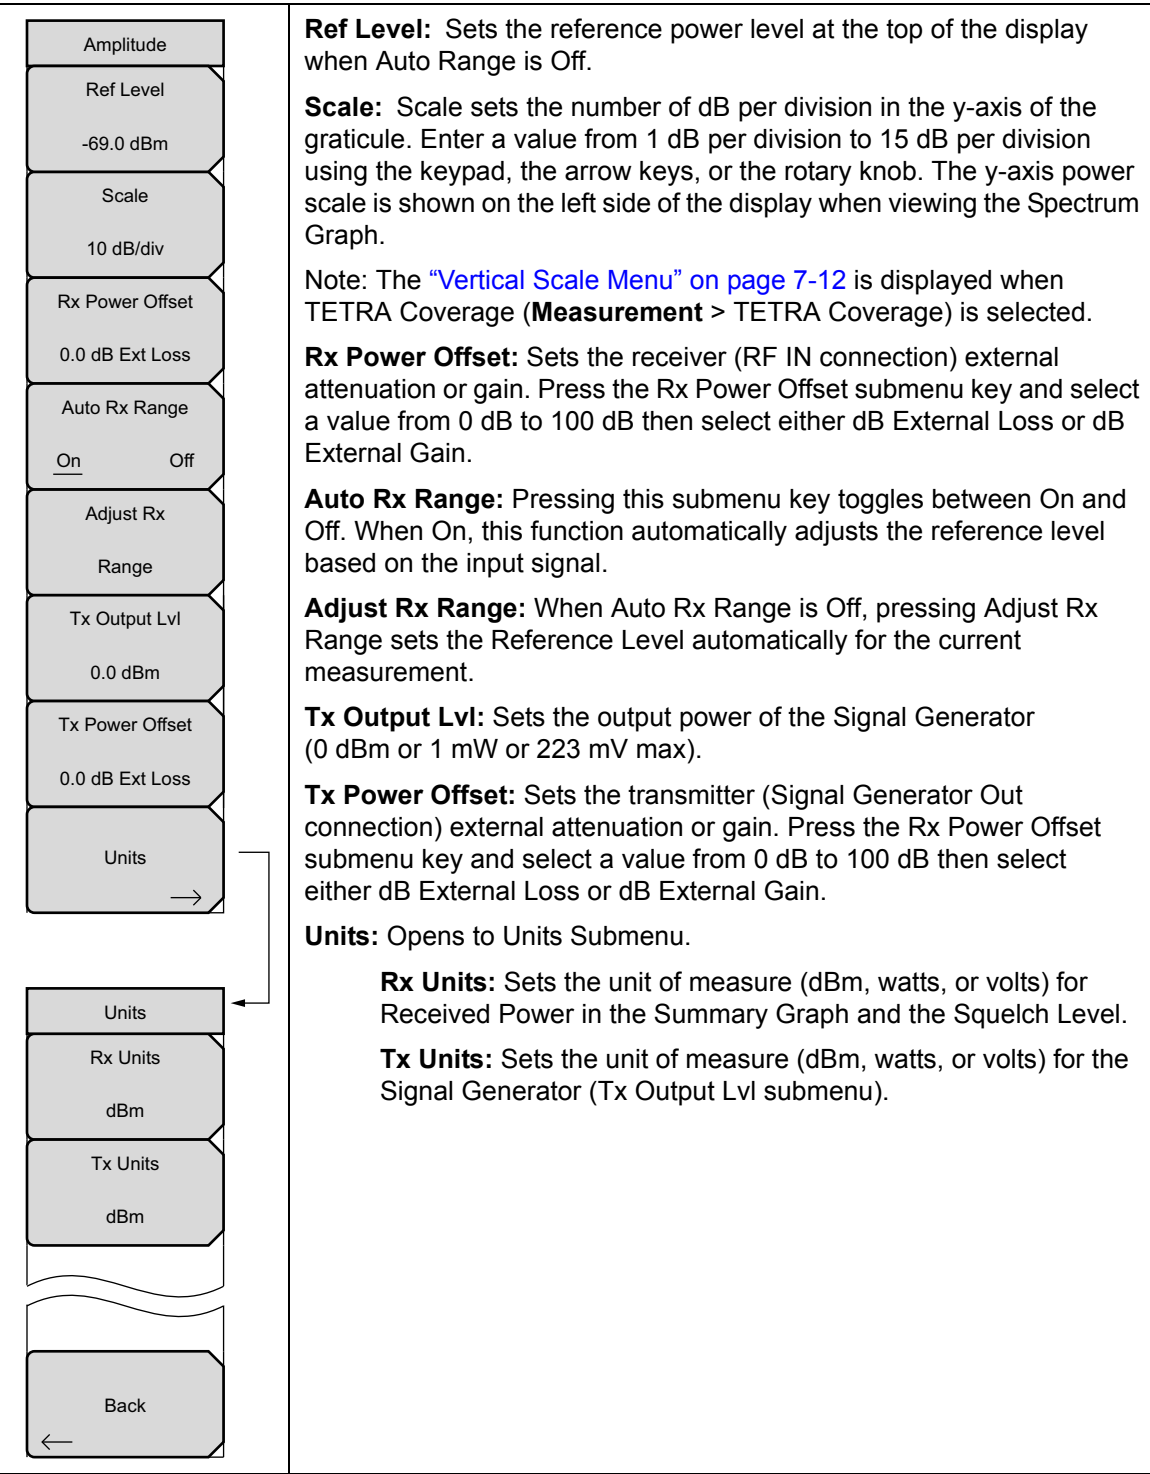 Amplitude
Ref Level
-69.0 dBm
Scale
10 dB/div
Rx Power Offset
0.0 dB Ext Loss
Auto Rx Range
On Off
Adjust Rx
Range
Tx Output Lvl
0.0 dBm
Tx Power Offset
0.0 dB Ext Loss
Units
Units
Rx Units
dBm
Tx Units
dBm
Back
Ref Level: Sets the reference power level at the top of the display
when Auto Range is Off.
Scale: Scale sets the number of dB per division in the y-axis of the
graticule. Enter a value from 1 dB per division to 15 dB per division
using the keypad, the arrow keys, or the rotary knob. The y-axis power
scale is shown on the left side of the display when viewing the Spectrum
Graph.
Note: The “Vertical Scale Menu” on page 7-12 is displayed when
TETRA Coverage (Measurement > TETRA Coverage) is selected.
Rx Power Offset: Sets the receiver (RF IN connection) external
attenuation or gain. Press the Rx Power Offset submenu key and select
a value from 0 dB to 100 dB then select either dB External Loss or dB
External Gain.
Auto Rx Range: Pressing this submenu key toggles between On and
Off. When On, this function automatically adjusts the reference level
based on the input signal.
Adjust Rx Range: When Auto Rx Range is Off, pressing Adjust Rx
Range sets the Reference Level automatically for the current
measurement.
Tx Output Lvl: Sets the output power of the Signal Generator
(0 dBm or 1 mW or 223 mV max).
Tx Power Offset: Sets the transmitter (Signal Generator Out
connection) external attenuation or gain. Press the Rx Power Offset
submenu key and select a value from 0 dB to 100 dB then select
either dB External Loss or dB External Gain.
Units: Opens to Units Submenu.
Rx Units: Sets the unit of measure (dBm, watts, or volts) for
Received Power in the Summary Graph and the Squelch Level.
Tx Units: Sets the unit of measure (dBm, watts, or volts) for the
Signal Generator (Tx Output Lvl submenu).